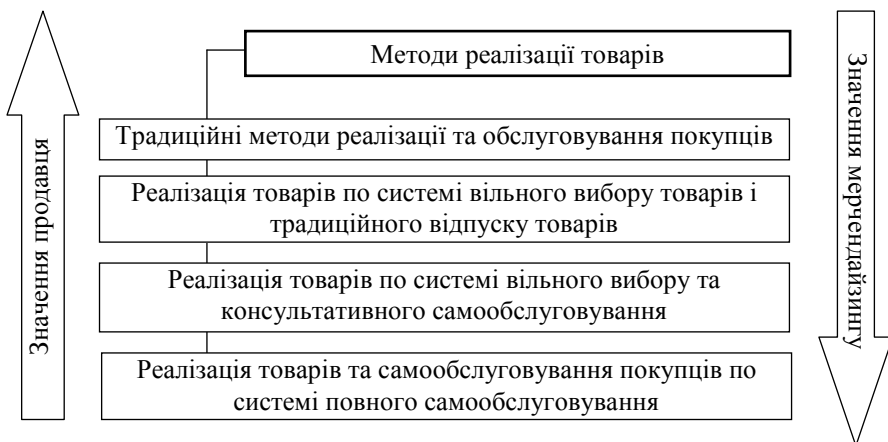 Методи реалізації товарів
Традиційні методи реалізації та обслуговування покупців
Реалізація товарів по системі вільного вибору товарів і
традиційного відпуску товарів
Реалізація товарів по системі вільного вибору та
консультативного самообслуговування
Реалізація товарів та самообслуговування покупців по
системі повного самообслуговування
Значення продавця
Значення мерчендайзингу